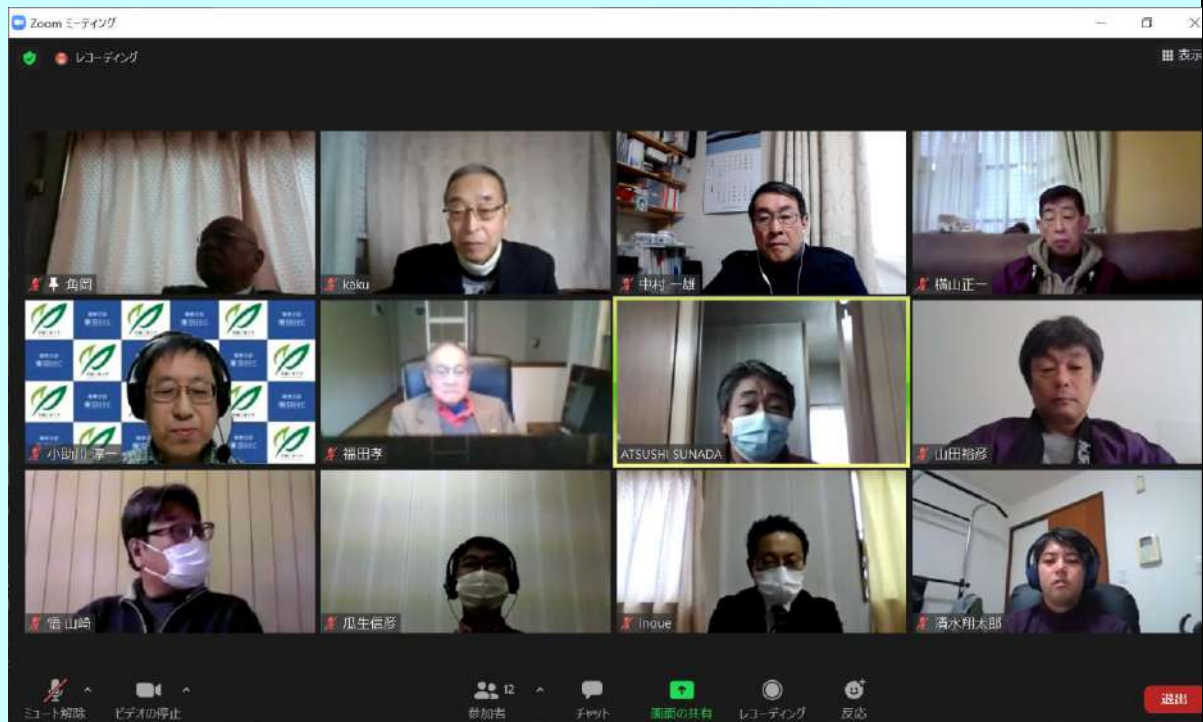 Zoom ミーティング
レコーディング
表示
角岡
kaku
中村 一雄
横山正一
小助川 淳一
福田孝
ATSUSHI SUNADA
山田裕彦
悟 山崎
瓜生信彦
inoue
清水翔太郎
ミュート解除
ビデオの停止
12
参加者
チャット
画面の共有
レコーディング
反応
退出